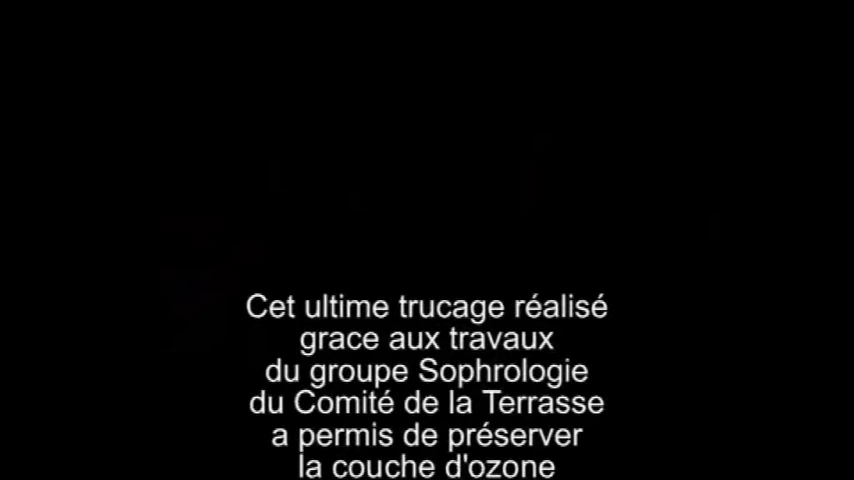 Cet ultime trucage réalisé
grace aux travaux
du groupe Sophrologie
du Comité de la Terrasse
a permis de préserver
la couche d'ozone